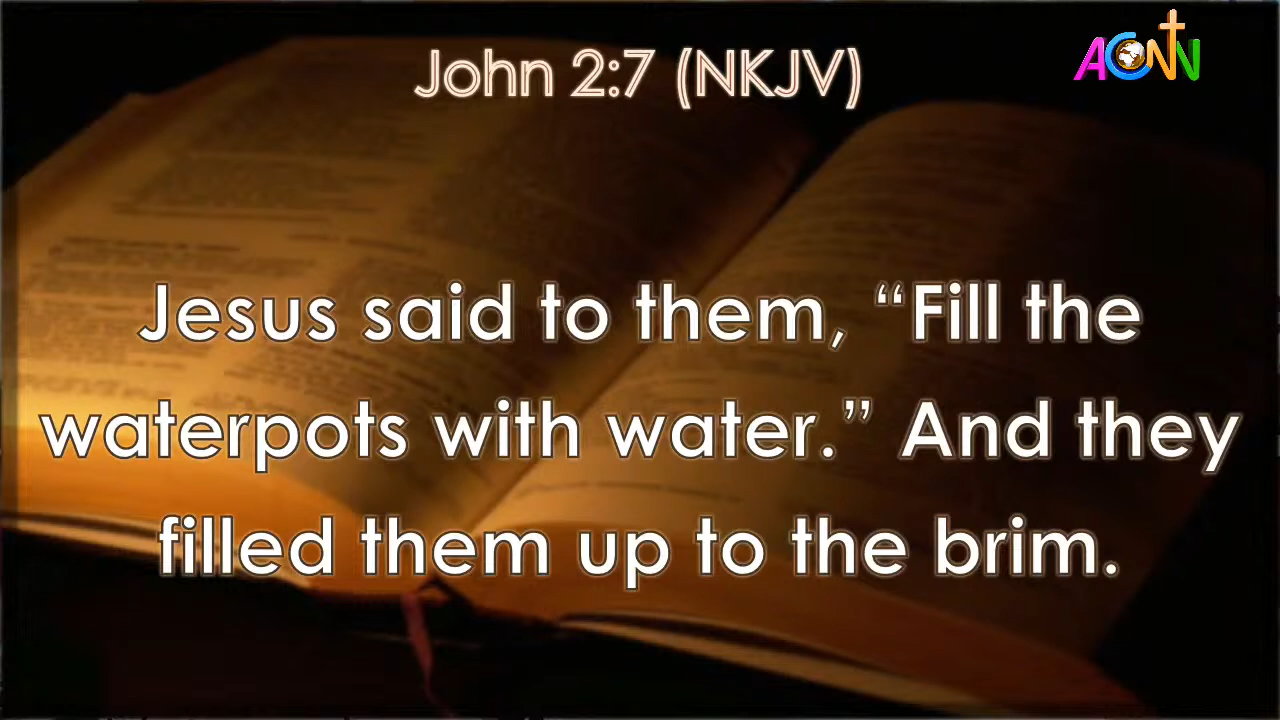 John 2:7 (NKJV)
ACNN
Jesus said to them, “Fill the
waterpots with water.” And they
filled them up to the brim.